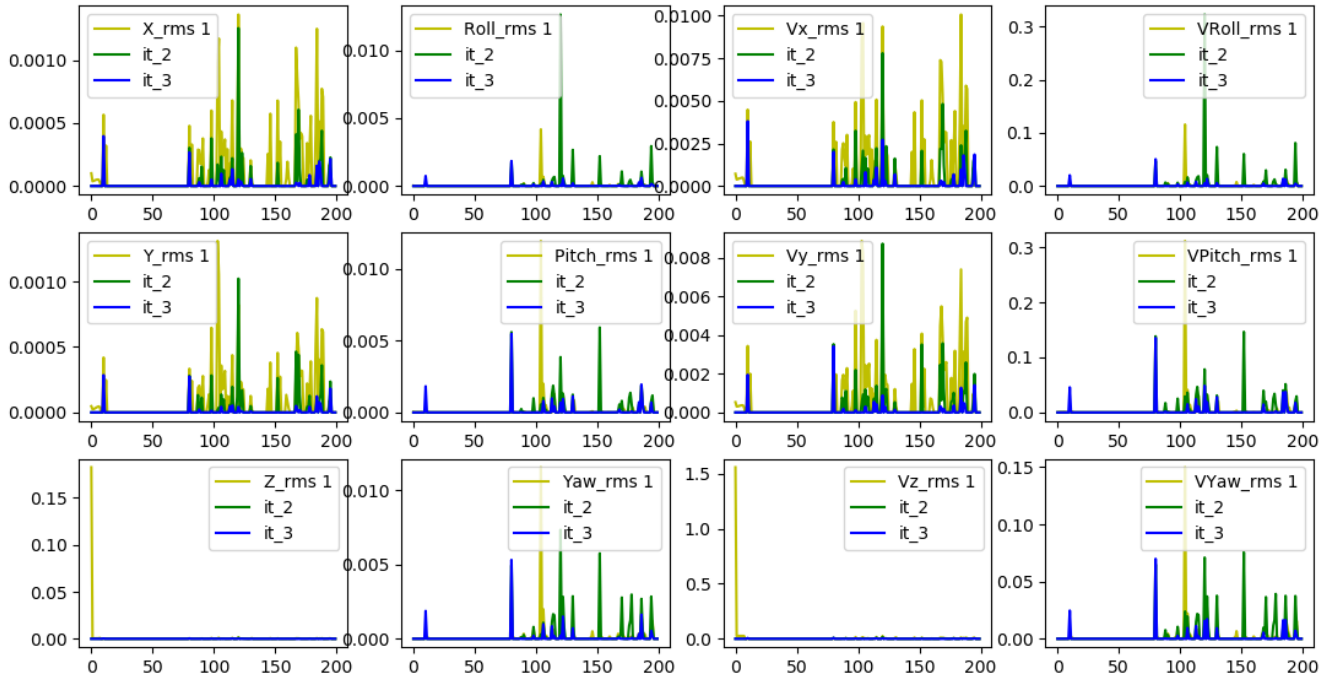 X_rms 1
it_2
it_3
0.0010
0.0005
0.0000
0 50 100 150 200
Roll_rms 1
it_2
it_3
0.010
0.005
0.000
0 50 100 150 200
Vx_rms 1
it_2
it_3
0.0100
0.0075
0.0050
0.0025
0.0000
0 50 100 150 200
VRoll_rms 1
it_2
it_3
0.3
0.2
0.1
0.0
0 50 100 150 200
Y_rms 1
it_2
it_3
0.0010
0.0005
0.0000
0 50 100 150 200
Pitch_rms 1
it_2
it_3
0.010
0.005
0.000
0 50 100 150 200
Vy_rms 1
it_2
it_3
0.008
0.006
0.004
0.002
0.000
0 50 100 150 200
VPitch_rms 1
it_2
it_3
0.3
0.2
0.1
0.0
0 50 100 150 200
Z_rms 1
it_2
it_3
0.15
0.10
0.05
0.00
0 50 100 150 200
Yaw_rms 1
it_2
it_3
0.010
0.005
0.000
0 50 100 150 200
Vz_rms 1
it_2
it_3
1.5
1.0
0.5
0.0
0 50 100 150 200
VYaw_rms 1
it_2
it_3
0.15
0.10
0.05
0.00
0 50 100 150 200